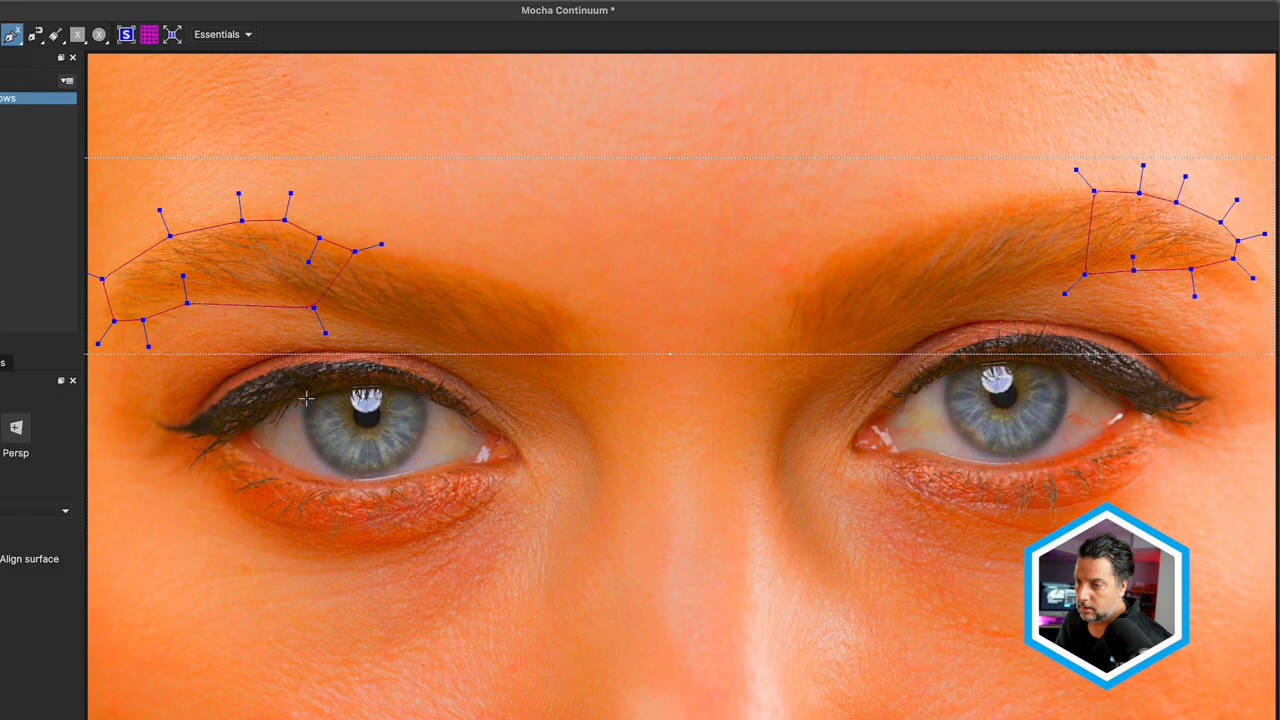 Mocha Continuum *
Essentials
ows
s
Persp
Align surface